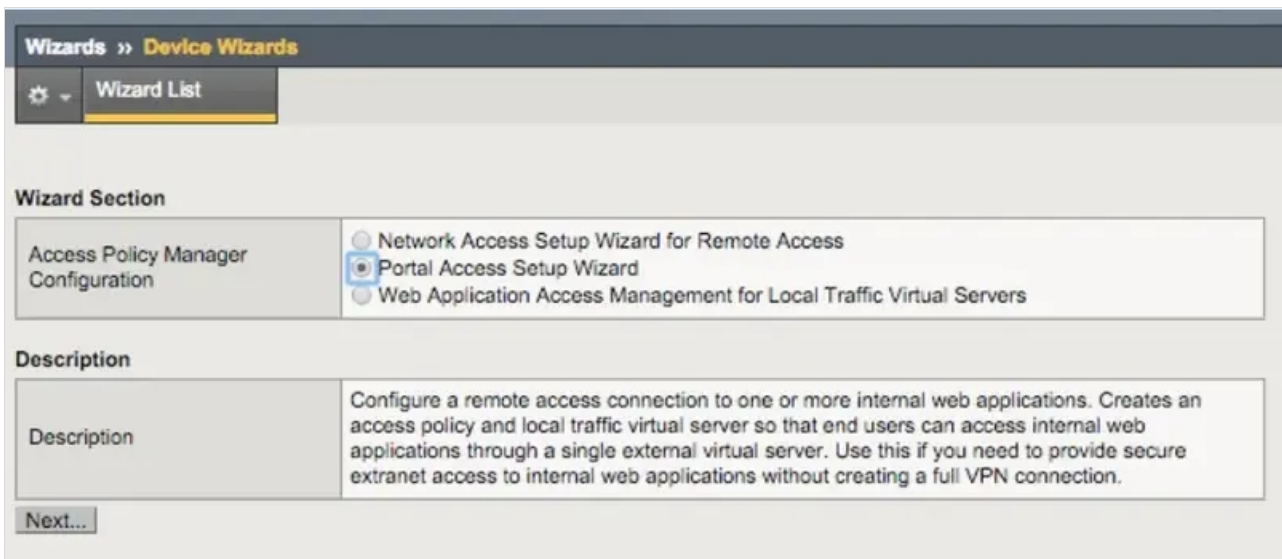 Wizards » Device Wizards
Wizard List
Wizard Section
Access Policy Manager
Configuration
Network Access Setup Wizard for Remote Access
Portal Access Setup Wizard
Web Application Access Management for Local Traffic Virtual Servers
Description
Description
Configure a remote access connection to one or more internal web applications. Creates an
access policy and local traffic virtual server so that end users can access internal web
applications through a single external virtual server. Use this if you need to provide secure
extranet access to internal web applications without creating a full VPN connection.
Next...